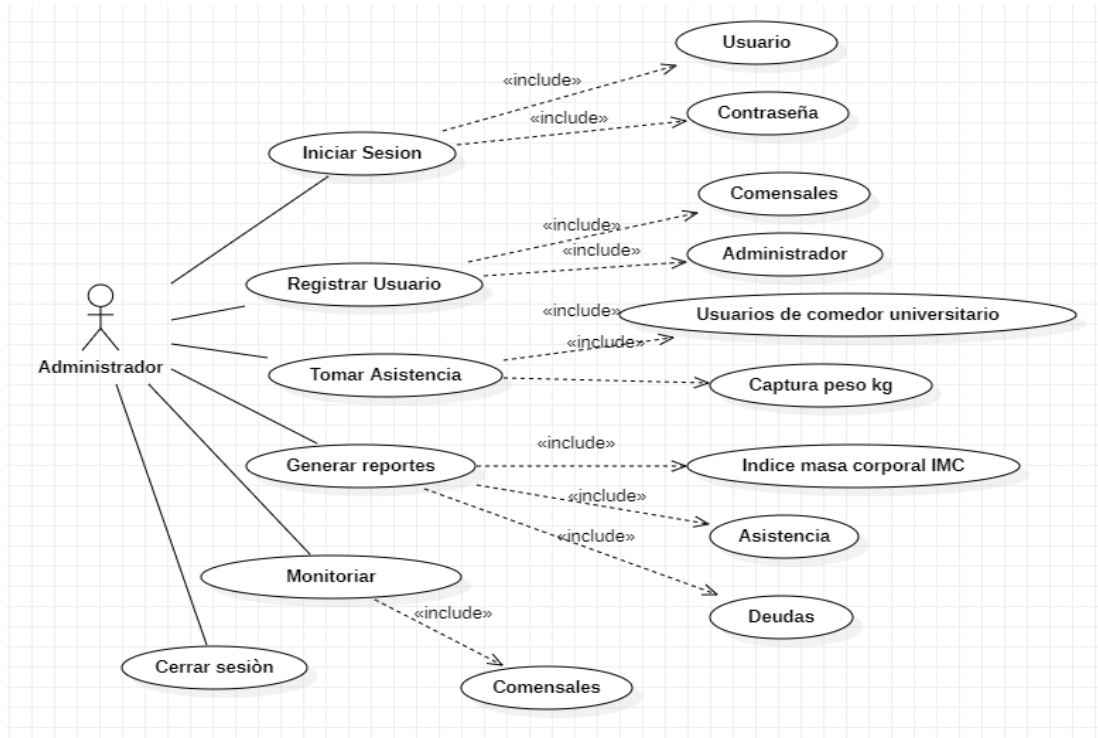 Usuario
«include»
Contraseña
«include»
Iniciar Sesion
Comensales
«include»
Administrador
«include»
Registrar Usuario
Usuarios de comedor universitario
«include»
«include»
Administrador
Tomar Asistencia
Captura peso kg
«include»
Generar reportes
Indice masa corporal IMC
«include»
Asistencia
«include»
Monitoriar
«include»
Deudas
Cerrar sesiòn
Comensales